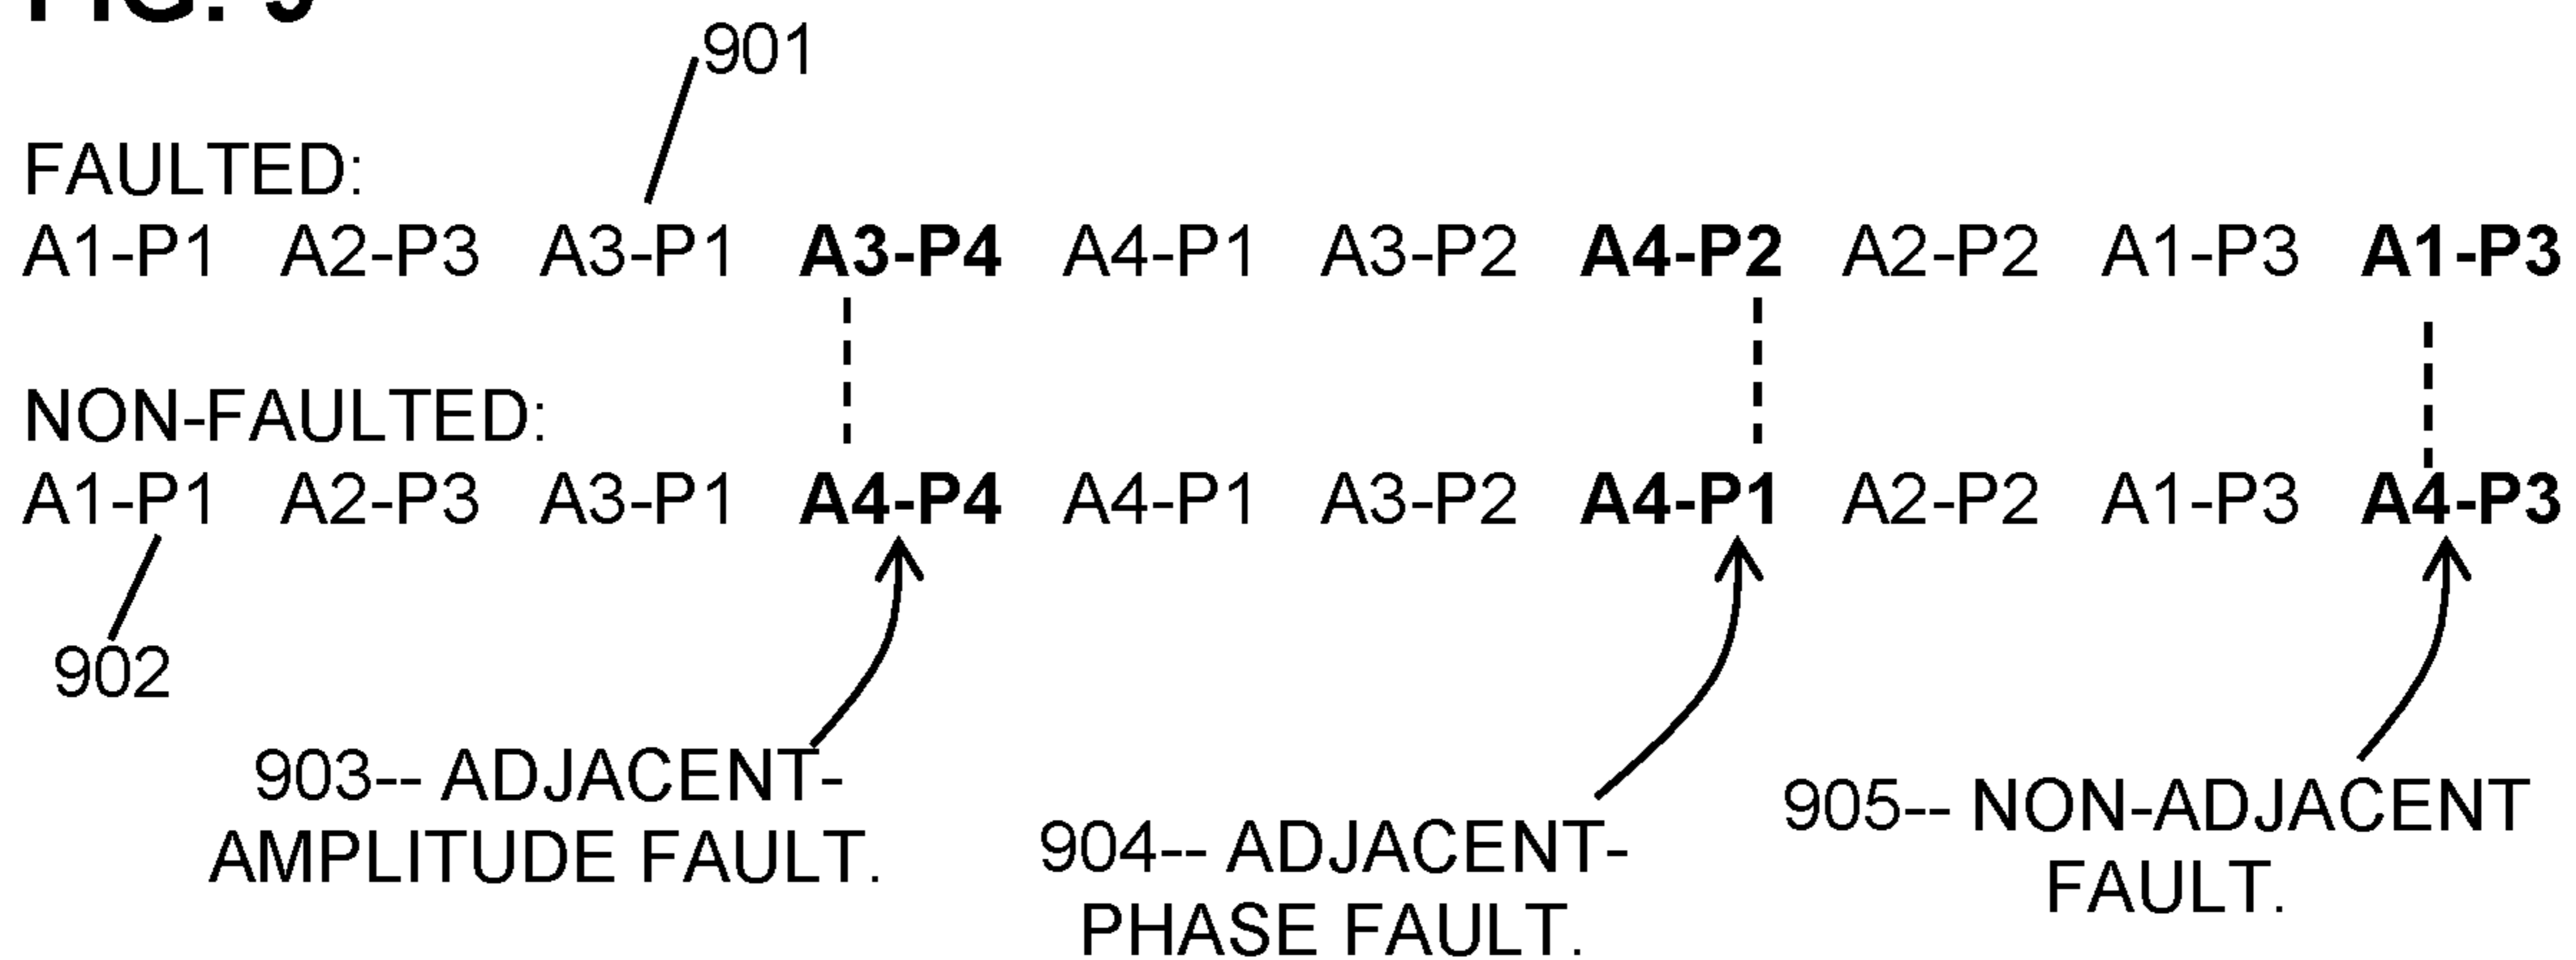 FIG. 9
901
FAULTED:
A1-P1 A2-P3 A3-P1 A3-P4 A4-P1 A3-P2 A4-P2 A2-P2 A1-P3 A1-P3
NON-FAULTED:
A1-P1 A2-P3 A3-P1 A4-P4 A4-P1 A3-P2 A4-P1 A2-P2 A1-P3 A4-P3
902
903-- ADJACENT-
AMPLITUDE FAULT.
904-- ADJACENT-
PHASE FAULT.
905-- NON-ADJACENT
FAULT.